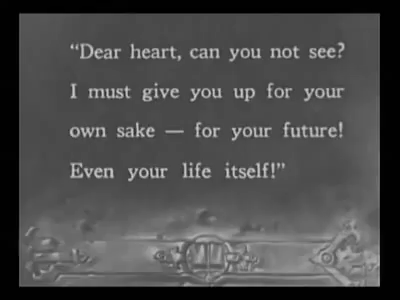 “Dear heart, can you not see?
I must give you up for your
own sake — for your future!
Even your life itself!”